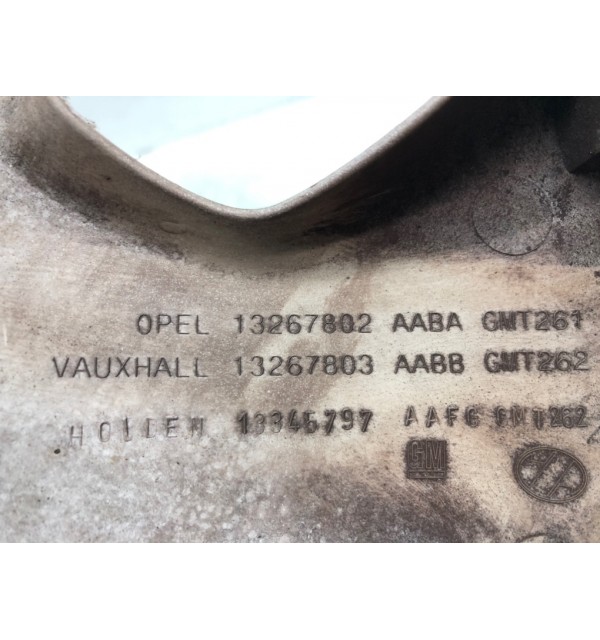 OPEL 13267802 AABA GMT261
VAUXHALL 13267803 AABB GMT262
HOLDEN 13345797 AAFG GMT262
GM